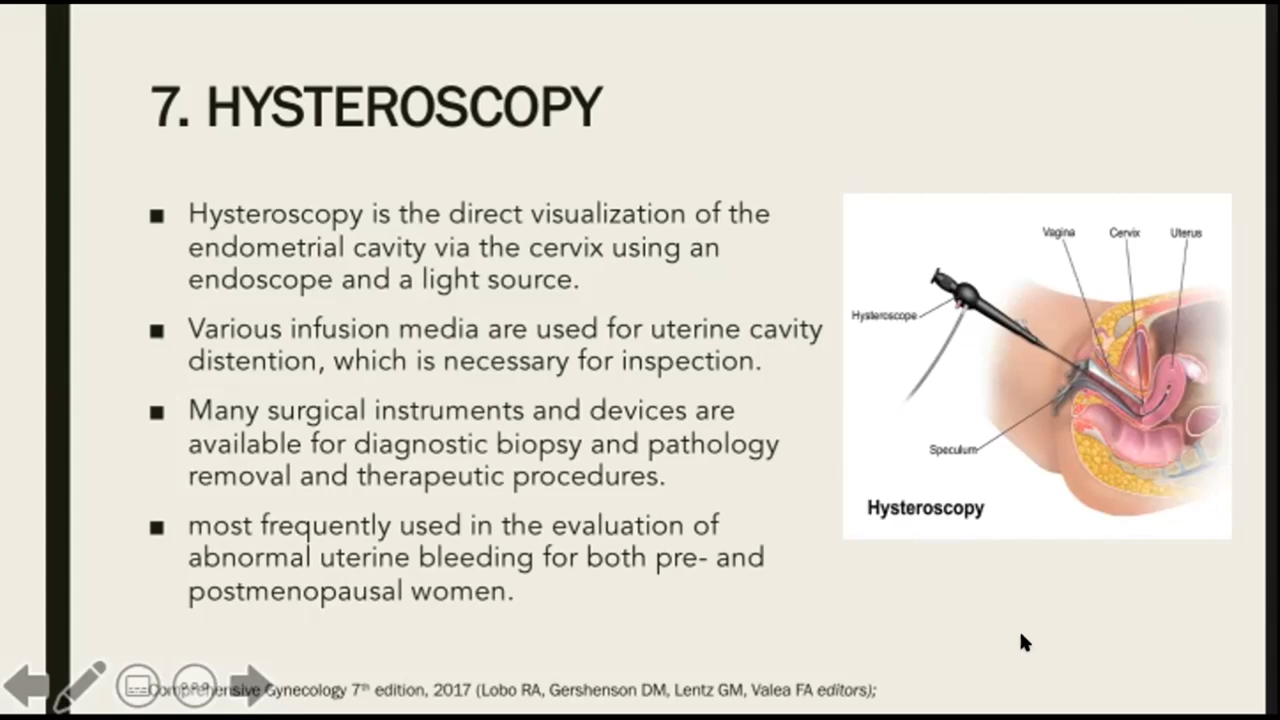 7. HYSTEROSCOPY
■ Hysteroscopy is the direct visualization of the
endometrial cavity via the cervix using an
endoscope and a light source.
■ Various infusion media are used for uterine cavity
distention, which is necessary for inspection.
■ Many surgical instruments and devices are
available for diagnostic biopsy and pathology
removal and therapeutic procedures.
■ most frequently used in the evaluation of
abnormal uterine bleeding for both pre- and
postmenopausal women.
Vagina Cervix Uterus
Hysteroscope
Speculum
Hysteroscopy
Comprehensive Gynecology 7th edition, 2017 (Lobo RA, Gershenson DM, Lentz GM, Valea FA editors);